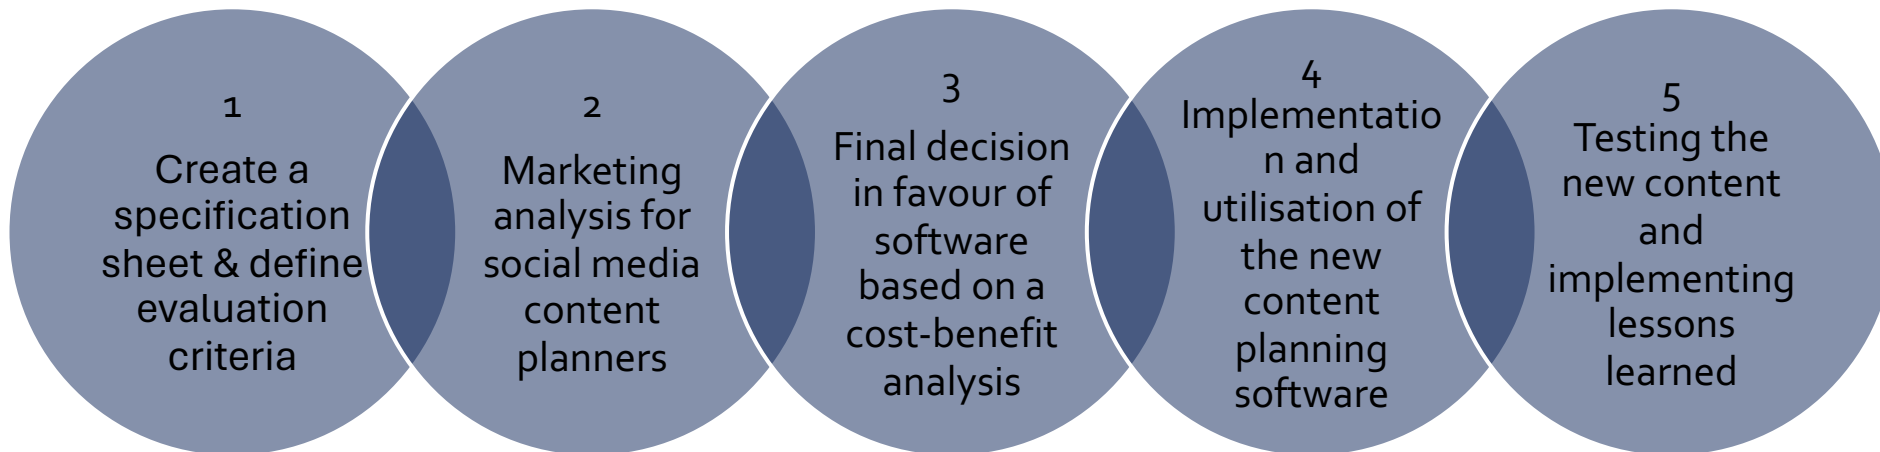 1
Create a
specification
sheet & define
evaluation
criteria
2
Marketing
analysis for
social media
content
planners
3
Final decision
in favour of
software
based on a
cost-benefit
analysis
4
Implementatio
n and
utilisation of
the new
content
planning
software
5
Testing the
new content
and
implementing
lessons
learned